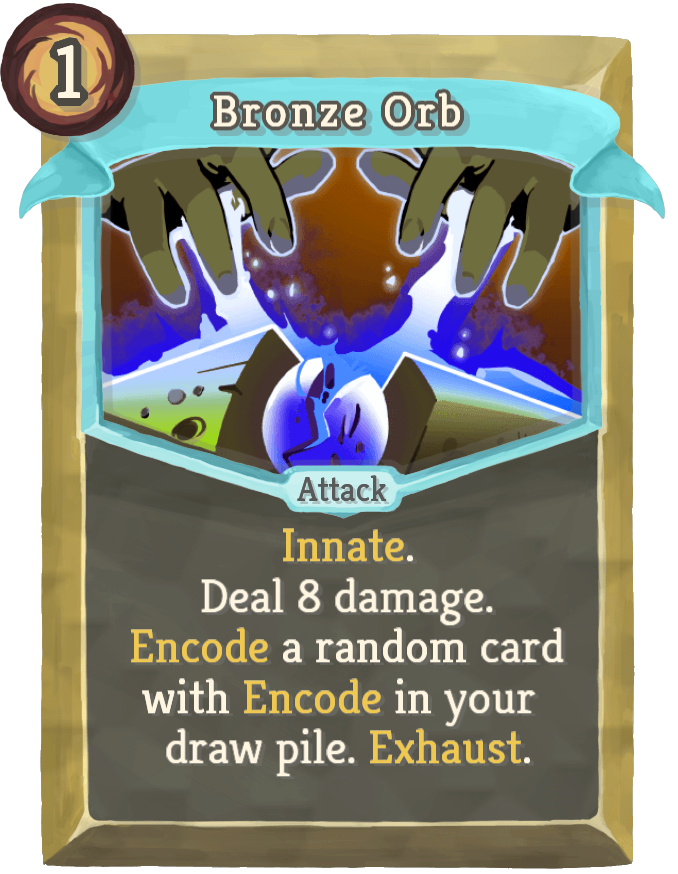 1
Bronze Orb
Attack
Innate.
Deal 8 damage.
Encode a random card
with Encode in your
draw pile. Exhaust.